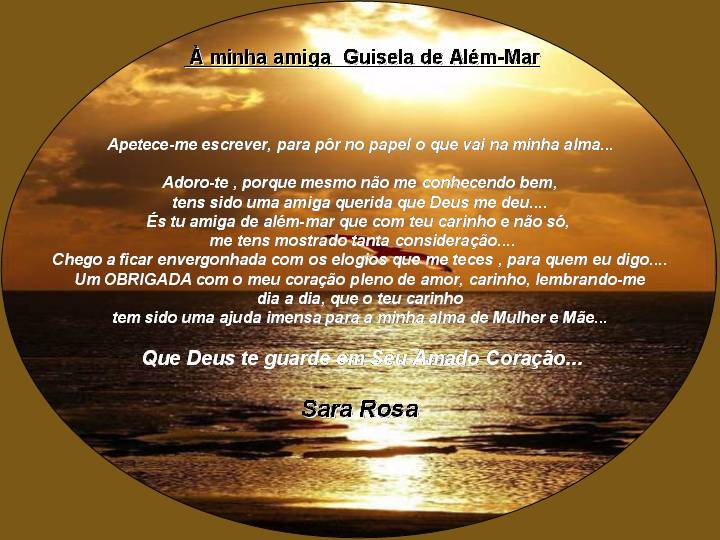 À minha amiga Guisela de Além-Mar
Apetece-me escrever, para pôr no papel o que vai na minha alma...
Adoro-te , porque mesmo não me conhecendo bem,
tens sido uma amiga querida que Deus me deu....
És tu amiga de além-mar que com teu carinho e não só,
me tens mostrado tanta consideração....
Chego a ficar envergonhada com os elogios que me teces , para quem eu digo....
Um OBRIGADA com o meu coração pleno de amor, carinho, lembrando-me
dia a dia, que o teu carinho
tem sido uma ajuda imensa para a minha alma de Mulher e Mãe...
Que Deus te guarde em Seu Amado Coração...
Sara Rosa